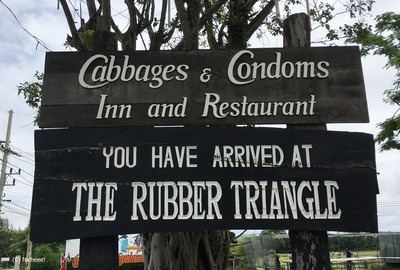 Cabbages & Condoms
Inn and Restaurant
YOU HAVE ARRIVED AT
THE RUBBER TRIANGLE